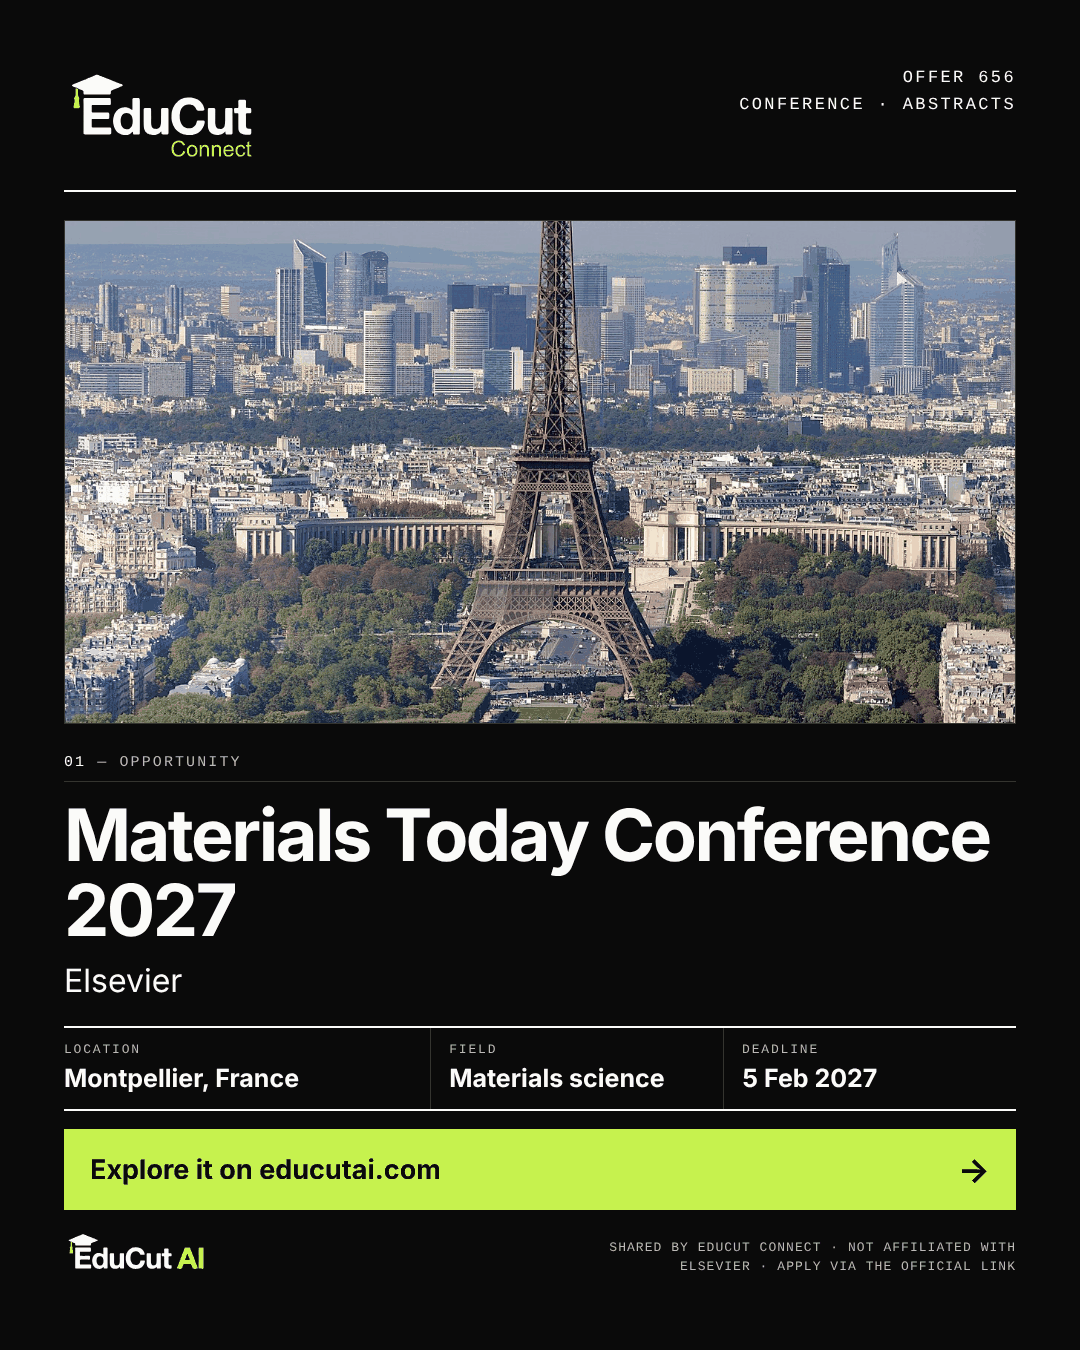 EduCut
Connect
OFFER 656
CONFERENCE · ABSTRACTS
01 — OPPORTUNITY
Materials Today Conference
2027
Elsevier
LOCATION
Montpellier, France
FIELD
Materials science
DEADLINE
5 Feb 2027
Explore it on educutai.com
EduCut AI
SHARED BY EDUCUT CONNECT · NOT AFFILIATED WITH
ELSEVIER · APPLY VIA THE OFFICIAL LINK